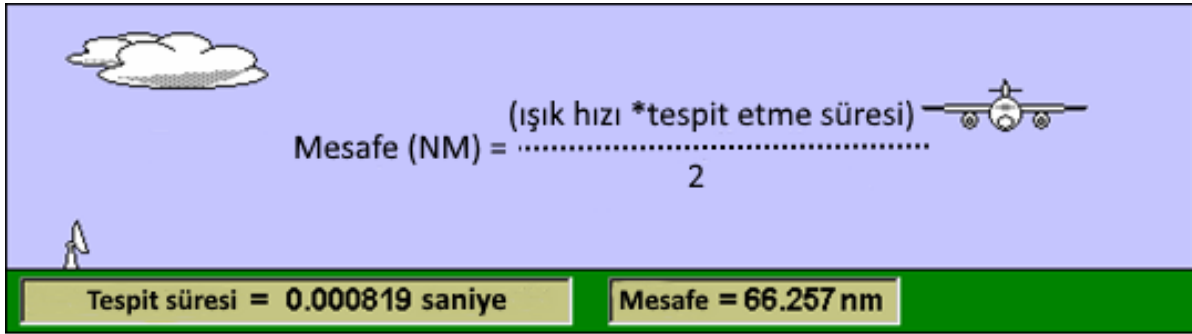 (ışık hızı *tespit etme süresi)
Mesafe (NM) = ................................................
2
Tespit süresi = 0.000819 saniye
Mesafe = 66.257 nm